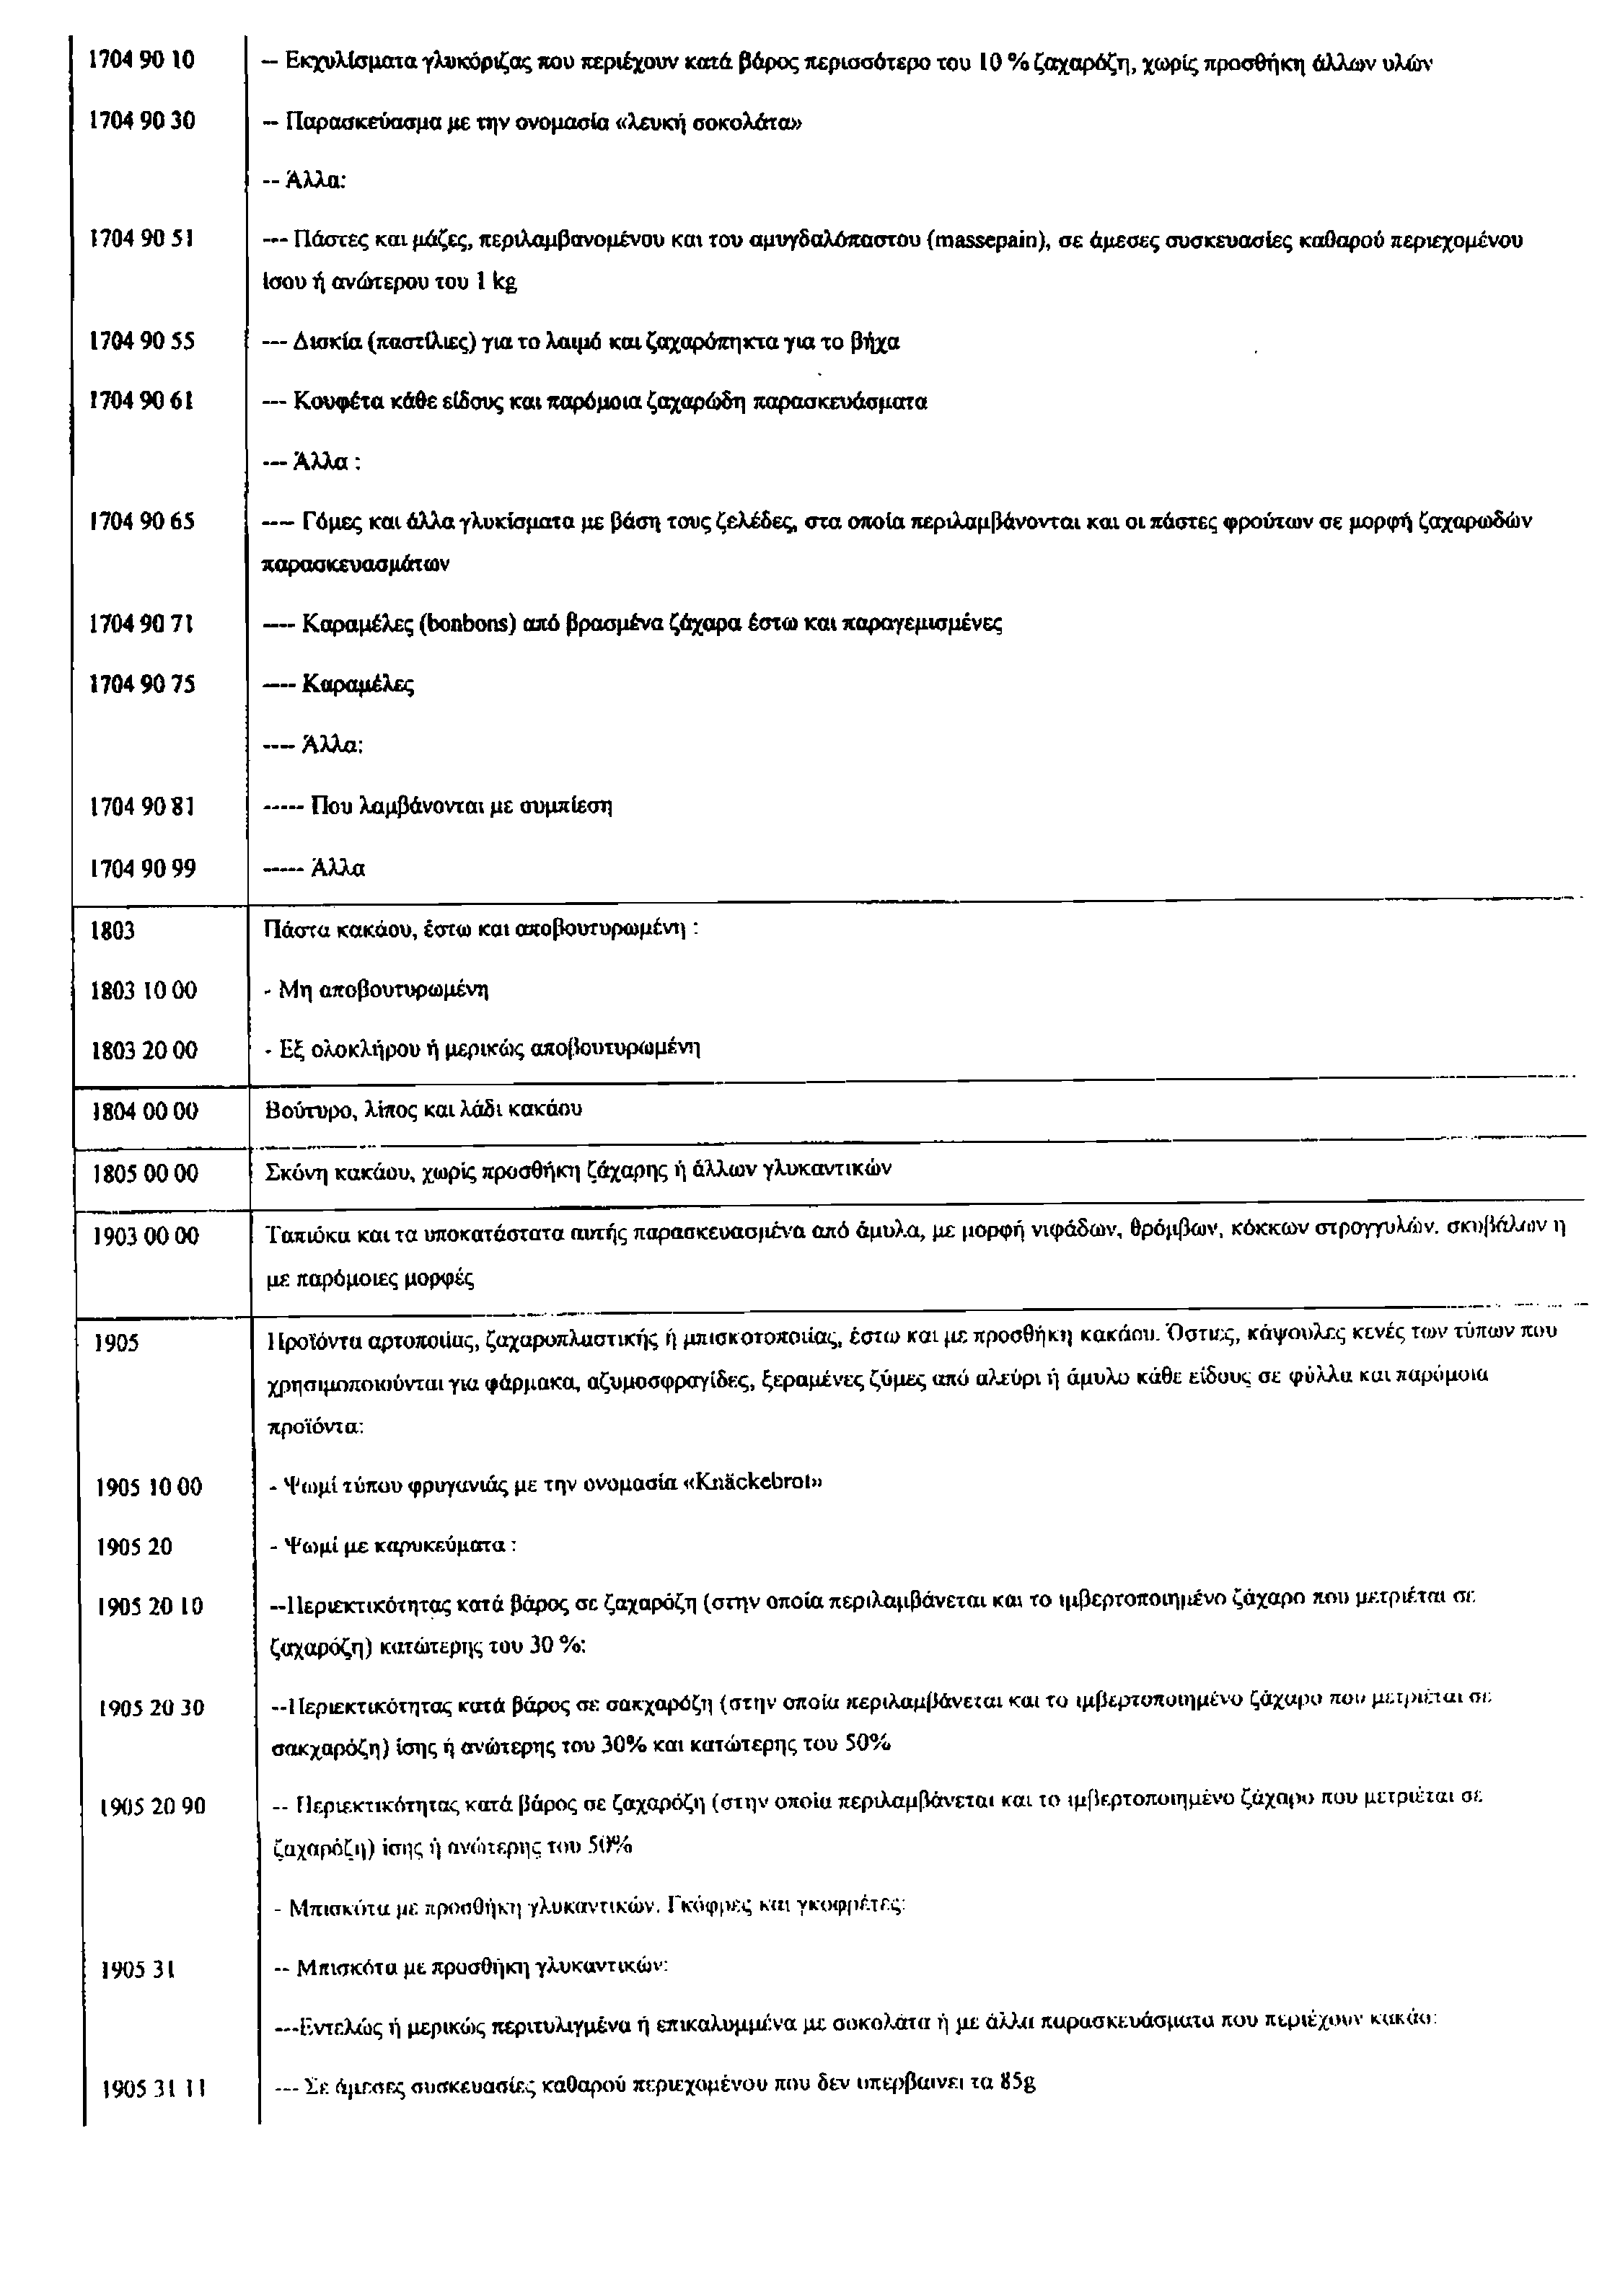 1704 90 10 -- Εκχυλίσματα γλυκόριζας που περιέχουν κατά βάρος περισσότερο του 10 % ζαχαρόζη, χωρίς προσθήκη άλλων υλών
1704 90 30 -- Παρασκεύασμα με την ονομασία «λευκή σοκολάτα»
-- Άλλα:
1704 90 51 --- Πάστες και μάζες, περιλαμβανομένου και του αμυγδαλόπαστου (massepain), σε άμεσες συσκευασίες καθαρού περιεχομένου
ίσου ή ανώτερου του 1 kg
1704 90 55 --- Δισκία (παστίλιες) για το λαιμό και ζαχαρόπηκτα για το βήχα
1704 90 61 --- Κουφέτα κάθε είδους και παρόμοια ζαχαρώδη παρασκευάσματα
--- Άλλα :
1704 90 65 ---- Γόμες και άλλα γλυκίσματα με βάση τους ζελέδες, στα οποία περιλαμβάνονται και οι πάστες φρούτων σε μορφή ζαχαρωδών
παρασκευασμάτων
1704 90 71 ---- Καραμέλες (bonbons) από βρασμένα ζάχαρα έστω και παραγεμισμένες
1704 90 75 ---- Καραμέλες
---- Άλλα:
1704 90 81 ----- Που λαμβάνονται με συμπίεση
1704 90 99 ----- Άλλα
1803 Πάστα κακάου, έστω και αποβουτυρωμένη :
1803 10 00 - Μη αποβουτυρωμένη
1803 20 00 - Εξ ολοκλήρου ή μερικώς αποβουτυρωμένη
1804 00 00 Βούτυρο, λίπος και λάδι κακάου
1805 00 00 Σκόνη κακάου, χωρίς προσθήκη ζάχαρης ή άλλων γλυκαντικών
1903 00 00 Ταπιόκα και τα υποκατάστατα αυτής παρασκευασμένα από άμυλα, με μορφή νιφάδων, θρόμβων, κόκκων στρογγυλών, σκυβάλων η
με παρόμοιες μορφές
1905 Προϊόντα αρτοποιίας, ζαχαροπλαστικής ή μπισκοτοποιίας, έστω και με προσθήκη κακάου. Όστιες, κάψουλες κενές των τύπων που
χρησιμοποιούνται για φάρμακα, αζυμοσφραγίδες, ξεραμένες ζύμες από αλεύρι ή άμυλο κάθε είδους σε φύλλα και παρόμοια
προϊόντα:
1905 10 00 - Ψωμί τύπου φρυγανιάς με την ονομασία «Knäckebrot»
1905 20 - Ψωμί με καρυκεύματα :
1905 20 10 --Περιεκτικότητας κατά βάρος σε ζαχαρόζη (στην οποία περιλαμβάνεται και το ιμβερτοποιημένο ζάχαρο που μετριέται σε
ζαχαρόζη) κατώτερης του 30 %:
1905 20 30 --Περιεκτικότητας κατά βάρος σε σακχαρόζη (στην οποία περιλαμβάνεται και το ιμβερτοποιημένο ζάχαρο που μετριέται σε
σακχαρόζη) ίσης ή ανώτερης του 30% και κατώτερης του 50%
1905 20 90 -- Περιεκτικότητας κατά βάρος σε ζαχαρόζη (στην οποία περιλαμβάνεται και το ιμβερτοποιημένο ζάχαρο που μετριέται σε
ζαχαρόζη) ίσης ή ανώτερης του 50%
- Μπισκότα με προσθήκη γλυκαντικών. Γκόφρες και γκοφρέτες:
1905 31 -- Μπισκότα με προσθήκη γλυκαντικών:
---Εντελώς ή μερικώς περιτυλιγμένα ή επικαλυμμένα με σοκολάτα ή με άλλα παρασκευάσματα που περιέχουν κακάο:
1905 31 11 --- Σε άμεσες συσκευασίες καθαρού περιεχομένου που δεν υπερβαινει τα 85g